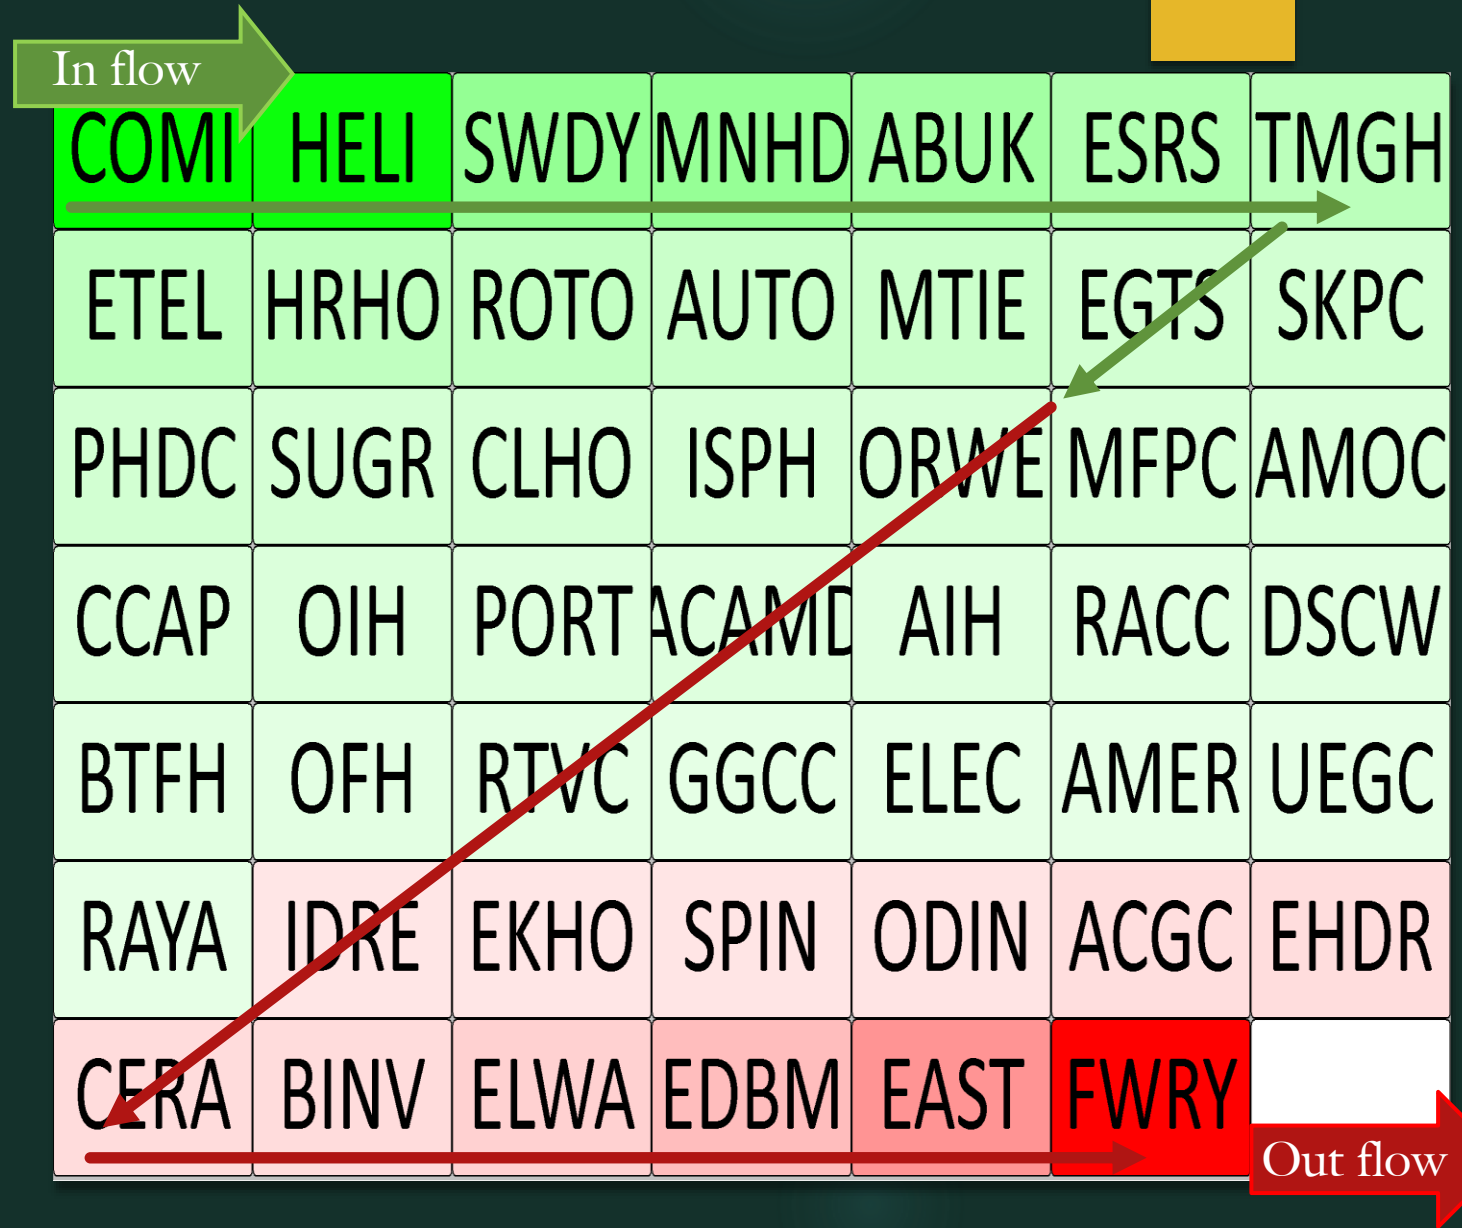 In flow
COMI HELI SWDY MNHD ABUK ESRS TMGH
ETEL HRHO ROTO AUTO MTIE EGTS SKPC
PHDC SUGR CLHO ISPH ORWE MFPC AMOC
CCAP OIH PORT ACAMD AIH RACC DSCW
BTFH OFH RTVC GGCC ELEC AMER UEGC
RAYA IDRE EKHO SPIN ODIN ACGC EHDR
CERA BINV ELWA EDBM EAST FWRY
Out flow